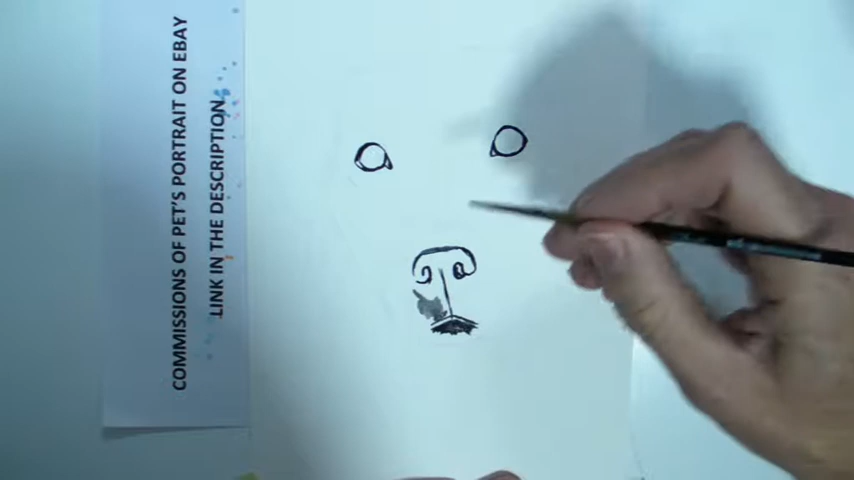 COMMISSIONS OF PET'S PORTRAIT ON EBAY
LINK IN THE DESCRIPTION